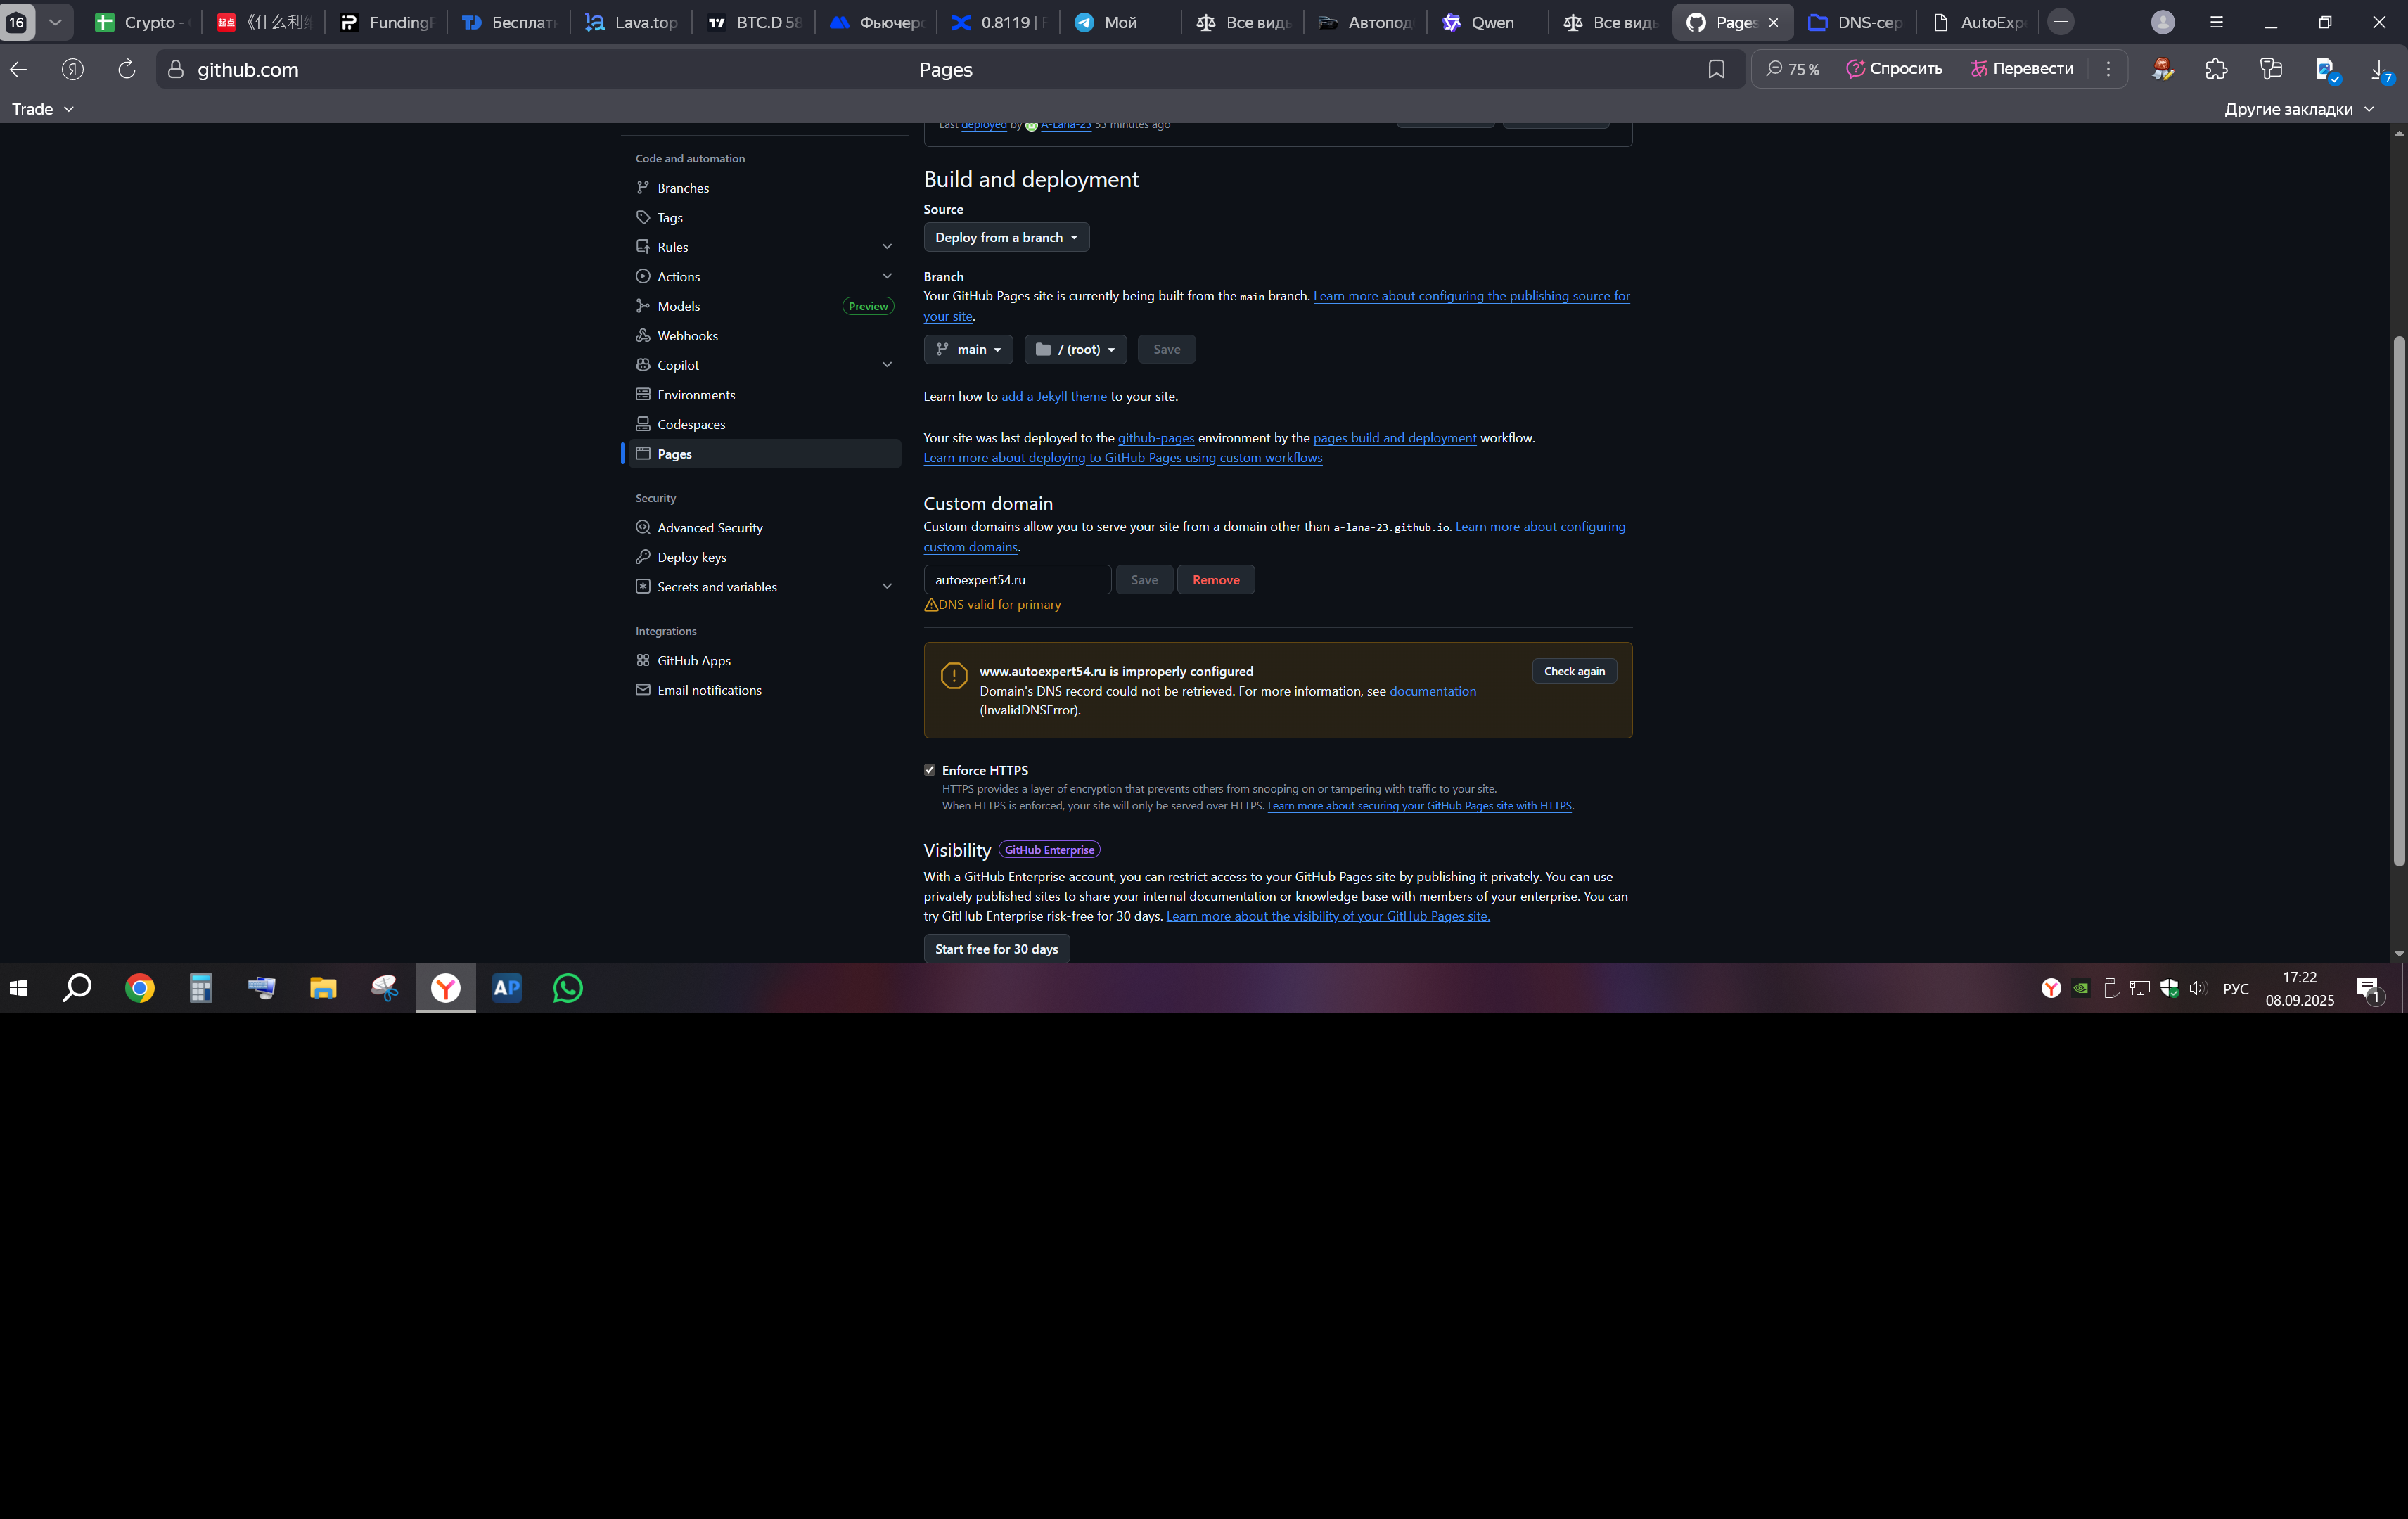 16
Crypto -
起点
《什么利
Funding
Бесплат
Lava.top
BTC.D 58
Фьючерс
0.8119 |
Мой
Все видь
Автопод
Qwen
Все видь
Pages
DNS-сер
AutoExp
Я
github.com
Pages
75 %
Спросить
Перевести
7
Trade
Другие закладки
Last deployed by A-Lana-23 53 minutes ago
Code and automation
Branches
Tags
Rules
Actions
Models
Preview
Webhooks
Copilot
Environments
Codespaces
Pages
Security
Advanced Security
Deploy keys
Secrets and variables
Integrations
GitHub Apps
Email notifications
Build and deployment
Source
Deploy from a branch
Branch
Your GitHub Pages site is currently being built from the main branch. Learn more about configuring the publishing source for
your site.
main
/ (root)
Save
Learn how to add a Jekyll theme to your site.
Your site was last deployed to the github-pages environment by the pages build and deployment workflow.
Learn more about deploying to GitHub Pages using custom workflows
Custom domain
Custom domains allow you to serve your site from a domain other than a-lana-23.github.io. Learn more about configuring
custom domains.
autoexpert54.ru
Save
Remove
DNS valid for primary
www.autoexpert54.ru is improperly configured
Check again
Domain's DNS record could not be retrieved. For more information, see documentation
(InvalidDNSError).
Enforce HTTPS
HTTPS provides a layer of encryption that prevents others from snooping on or tampering with traffic to your site.
When HTTPS is enforced, your site will only be served over HTTPS. Learn more about securing your GitHub Pages site with HTTPS.
Visibility
GitHub Enterprise
With a GitHub Enterprise account, you can restrict access to your GitHub Pages site by publishing it privately. You can use
privately published sites to share your internal documentation or knowledge base with members of your enterprise. You can
try GitHub Enterprise risk-free for 30 days. Learn more about the visibility of your GitHub Pages site.
Start free for 30 days
AP
РУС
17:22
08.09.2025
1